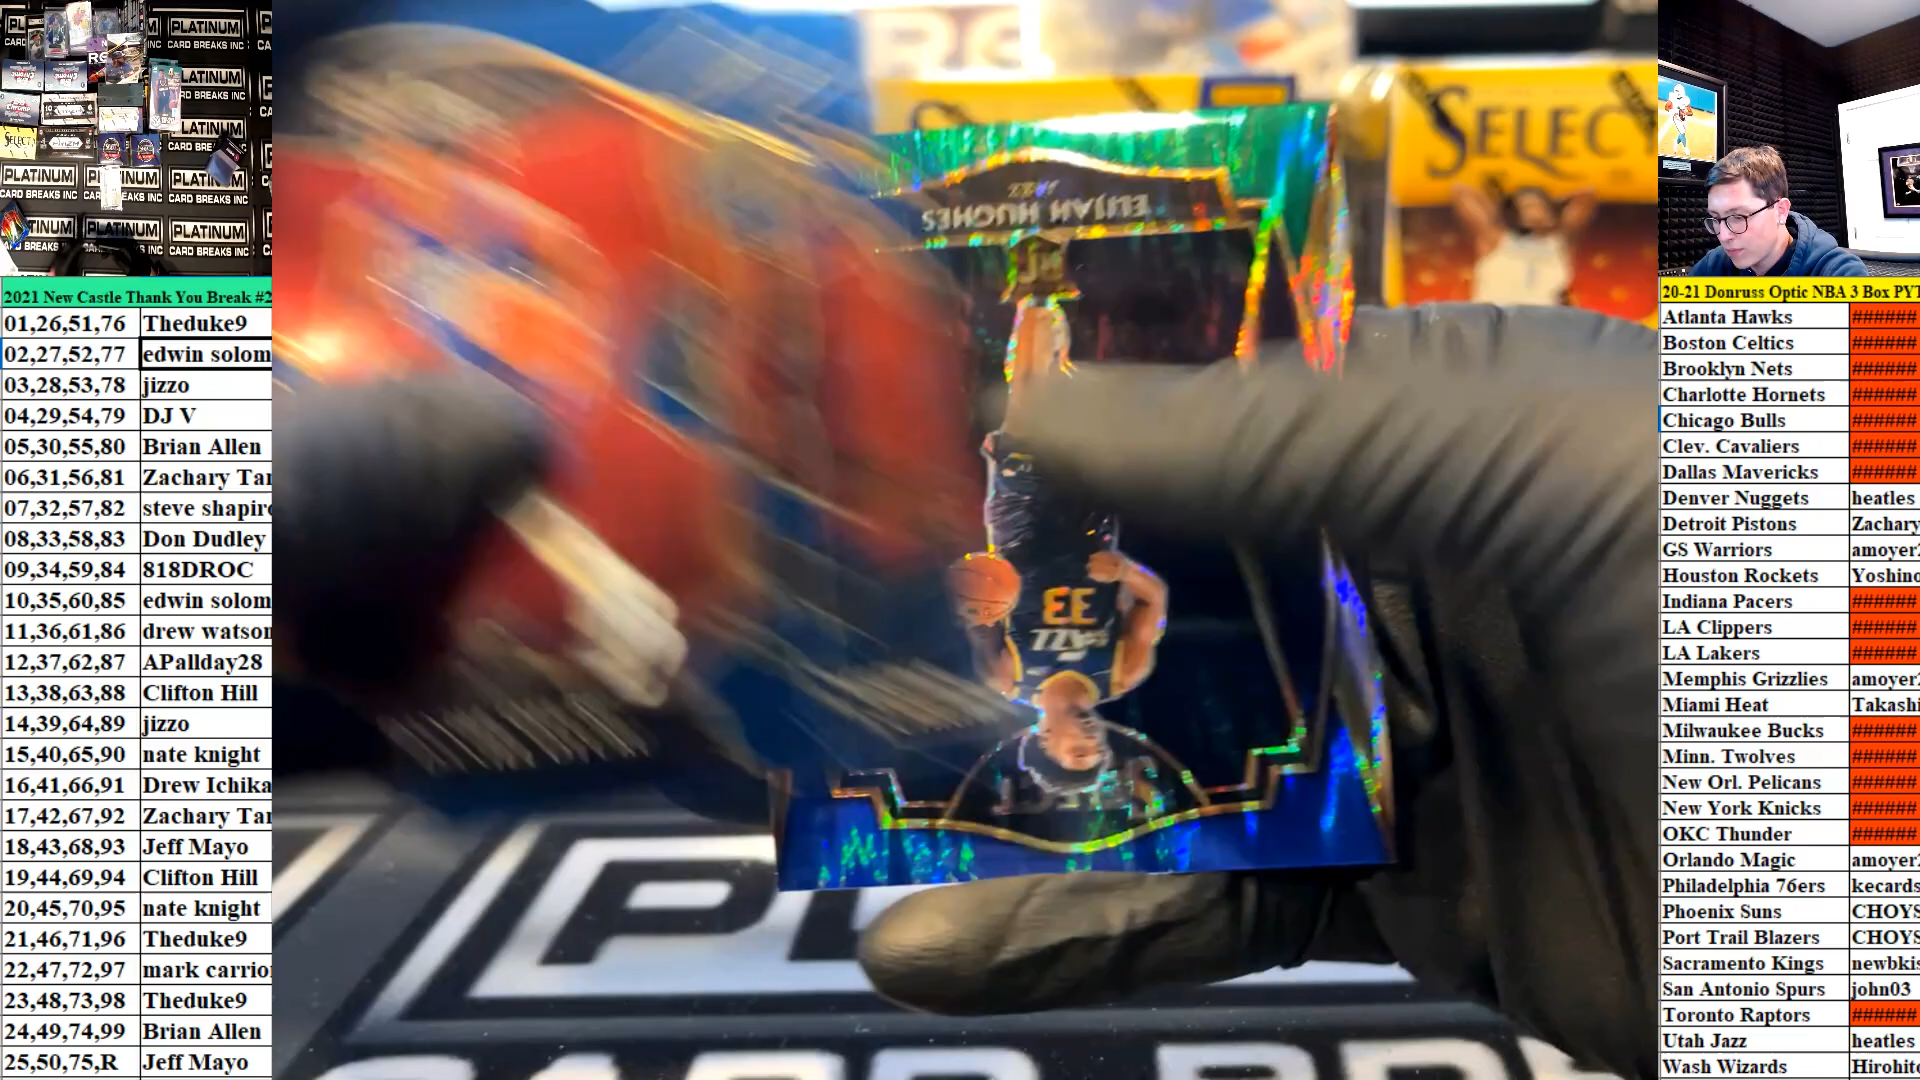 PLATINUM
CARD BREAKS INC
RG
SELECT
ELIJAH HUGHES
JAZZ
33
JAZZ
2021 New Castle Thank You Break #2
01,26,51,76 Theduke9
02,27,52,77 edwin solom
03,28,53,78 jizzo
04,29,54,79 DJ V
05,30,55,80 Brian Allen
06,31,56,81 Zachary Tar
07,32,57,82 steve shapiro
08,33,58,83 Don Dudley
09,34,59,84 818DROC
10,35,60,85 edwin solom
11,36,61,86 drew watson
12,37,62,87 APallday28
13,38,63,88 Clifton Hill
14,39,64,89 jizzo
15,40,65,90 nate knight
16,41,66,91 Drew Ichika
17,42,67,92 Zachary Tar
18,43,68,93 Jeff Mayo
19,44,69,94 Clifton Hill
20,45,70,95 nate knight
21,46,71,96 Theduke9
22,47,72,97 mark carrio
23,48,73,98 Theduke9
24,49,74,99 Brian Allen
25,50,75,R Jeff Mayo
20-21 Donruss Optic NBA 3 Box PYT
Atlanta Hawks ######
Boston Celtics ######
Brooklyn Nets ######
Charlotte Hornets ######
Chicago Bulls ######
Clev. Cavaliers ######
Dallas Mavericks ######
Denver Nuggets heatles
Detroit Pistons Zachary
GS Warriors amoyer2
Houston Rockets Yoshino
Indiana Pacers ######
LA Clippers ######
LA Lakers ######
Memphis Grizzlies amoyer2
Miami Heat Takashi
Milwaukee Bucks ######
Minn. Twolves ######
New Orl. Pelicans ######
New York Knicks ######
OKC Thunder ######
Orlando Magic amoyer2
Philadelphia 76ers kecards
Phoenix Suns CHOYS
Port Trail Blazers CHOYS
Sacramento Kings newbkis
San Antonio Spurs john03
Toronto Raptors ######
Utah Jazz heatles
Wash Wizards Hirohito